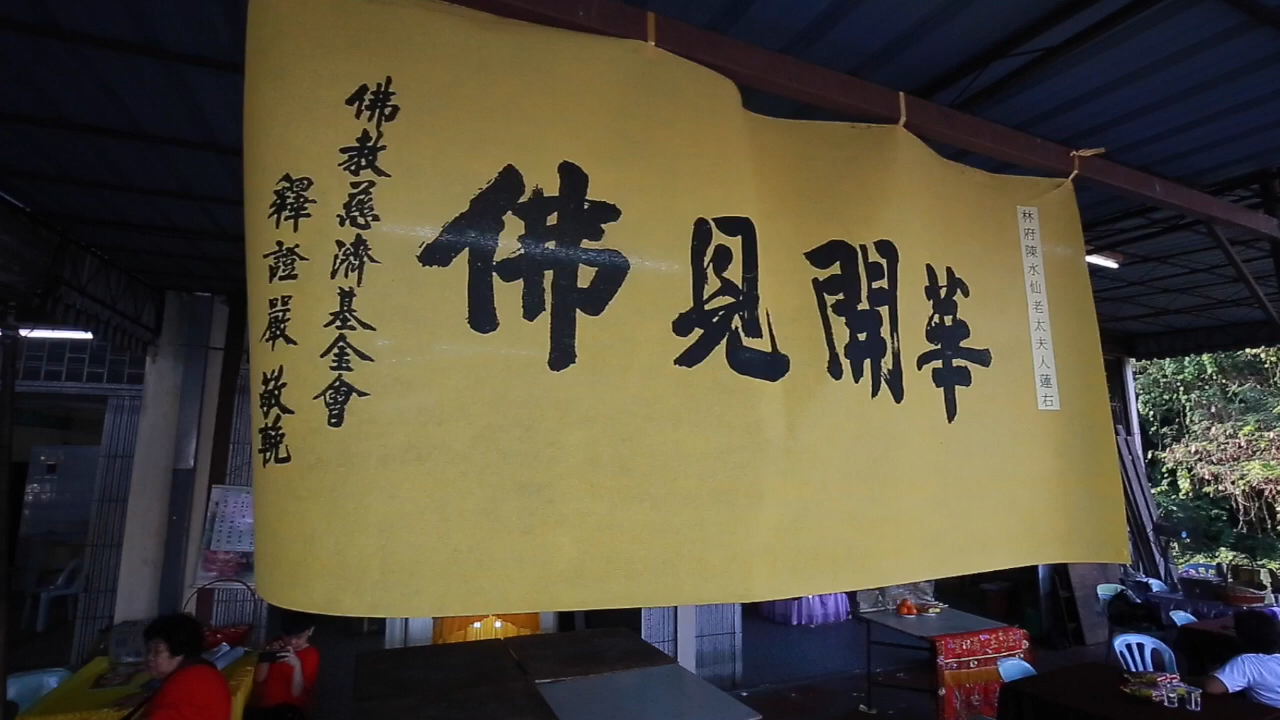 林府陳水仙老太夫人蓮右
華開見佛
佛教慈濟基金會
釋證嚴 敬輓